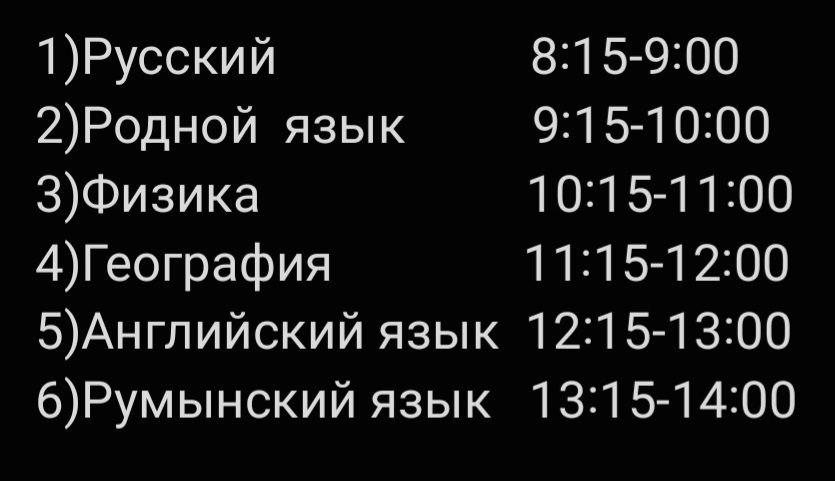 1)Русский 8:15-9:00
2)Родной язык 9:15-10:00
3)Физика 10:15-11:00
4)География 11:15-12:00
5)Английский язык 12:15-13:00
6)Румынский язык 13:15-14:00